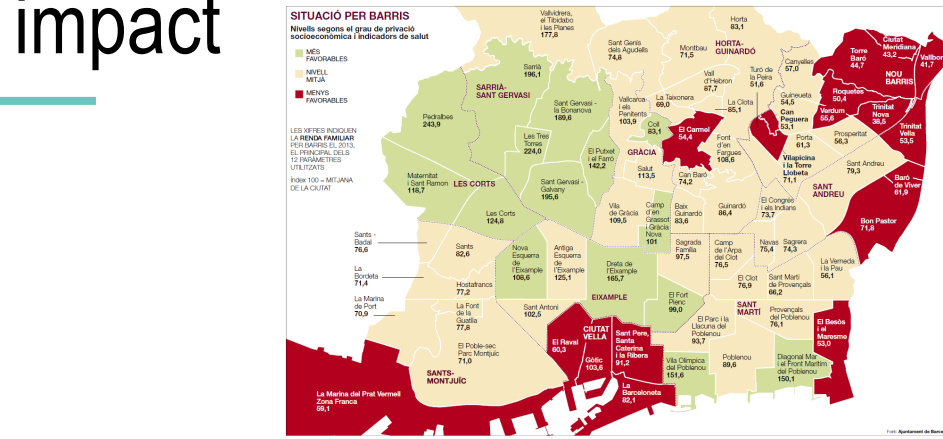 impact
SITUACIÓ PER BARRIS
Nivells segons el grau de privació
socioeconòmica i indicadors de salut
MÉS
FAVORABLES
NIVELL
MITJÀ
MENYS
FAVORABLES
LES XIFRES INDIQUEN
LA RENDA FAMILIAR
PER BARRIS EL 2013,
EL PRINCIPAL DELS
12 PARÀMETRES
UTILITZATS
Índex 100 = MITJANA
DE LA CIUTAT
Vallvidrera,
el Tibidabo
i les Planes
177,8
Horta
83,1
Sant Genís
dels Agudells
74,8
Montbau
71,5
HORTA-
GUINARDÓ
Canyelles
57,0
Torre
Baró
44,7
Ciutat
Meridiana
43,2
Vallbon
41,7
NOU
BARRIS
Sarrià
196,1
SARRIÀ-
SANT GERVASI
Vall
d'Hebron
87,7
Turó de
la Peira
51,6
Roquetes
50,4
Pedralbes
243,9
Sant Gervasi -
la Bonanova
189,6
Vallcarca
i els
Penitents
103,9
La Teixonera
69,0
La Clota
85,1
Guineueta
54,5
Verdum
55,6
Trinitat
Nova
38,5
Can
Peguera
53,1
Coll
83,1
El Carmel
54,4
Trinitat
Vella
53,5
Les Tres
Torres
224,0
El Putxet
i el Farró
142,2
GRÀCIA
Font
d'en
Fargues
108,6
Porta
61,3
Prosperitat
56,3
Vilapicina
i la Torre
Llobeta
71,1
Sant Andreu
79,3
Salut
113,5
Can Baró
74,2
Baró
de Viver
61,9
Maternitat
i Sant Ramon
118,7
LES CORTS
Sant Gervasi -
Galvany
195,6
SANT
ANDREU
Les Corts
124,8
Vila
de Gràcia
109,5
Camp
d'en
Grassot
i Gràcia
Nova
101
Baix
Guinardó
83,6
Guinardó
86,4
El Congrés
i els Indians
73,7
Bon Pastor
71,8
Sants -
Badal
76,6
Sants
82,6
Nova
Esquerra
de
l'Eixample
108,6
Antiga
Esquerra
de
l'Eixample
125,1
Dreta de
l'Eixample
165,7
Sagrada
Família
97,5
Camp
de l'Arpa
del Clot
76,5
Navas
75,4
Sagrera
74,3
La Verneda
i la Pau
56,1
La
Bordeta
71,4
Hostafrancs
77,2
El Clot
76,9
Sant Martí
de Provençals
66,2
La Marina
de Port
70,9
La Font
de la
Guatlla
77,8
Sant Antoni
102,5
EIXAMPLE
El Fort
Pienc
99,0
SANT
MARTÍ
Provençals
del Poblenou
76,1
El Parc i la
Llacuna del
Poblenou
93,7
El Besòs
i el
Maresme
53,0
El Poble-sec
Parc Montjuïc
71,0
El Raval
60,3
CIUTAT
VELLA
Gòtic
103,6
Sant Pere,
Santa
Caterina
i la Ribera
91,2
Vila Olímpica
del Poblenou
151,6
Poblenou
89,6
Diagonal Mar
i el Front Marítim
del Poblenou
150,1
SANTS-
MONTJUÏC
La Marina del Prat Vermell
Zona Franca
59,1
La
Barceloneta
82,1
Font: Ajuntament de Barce